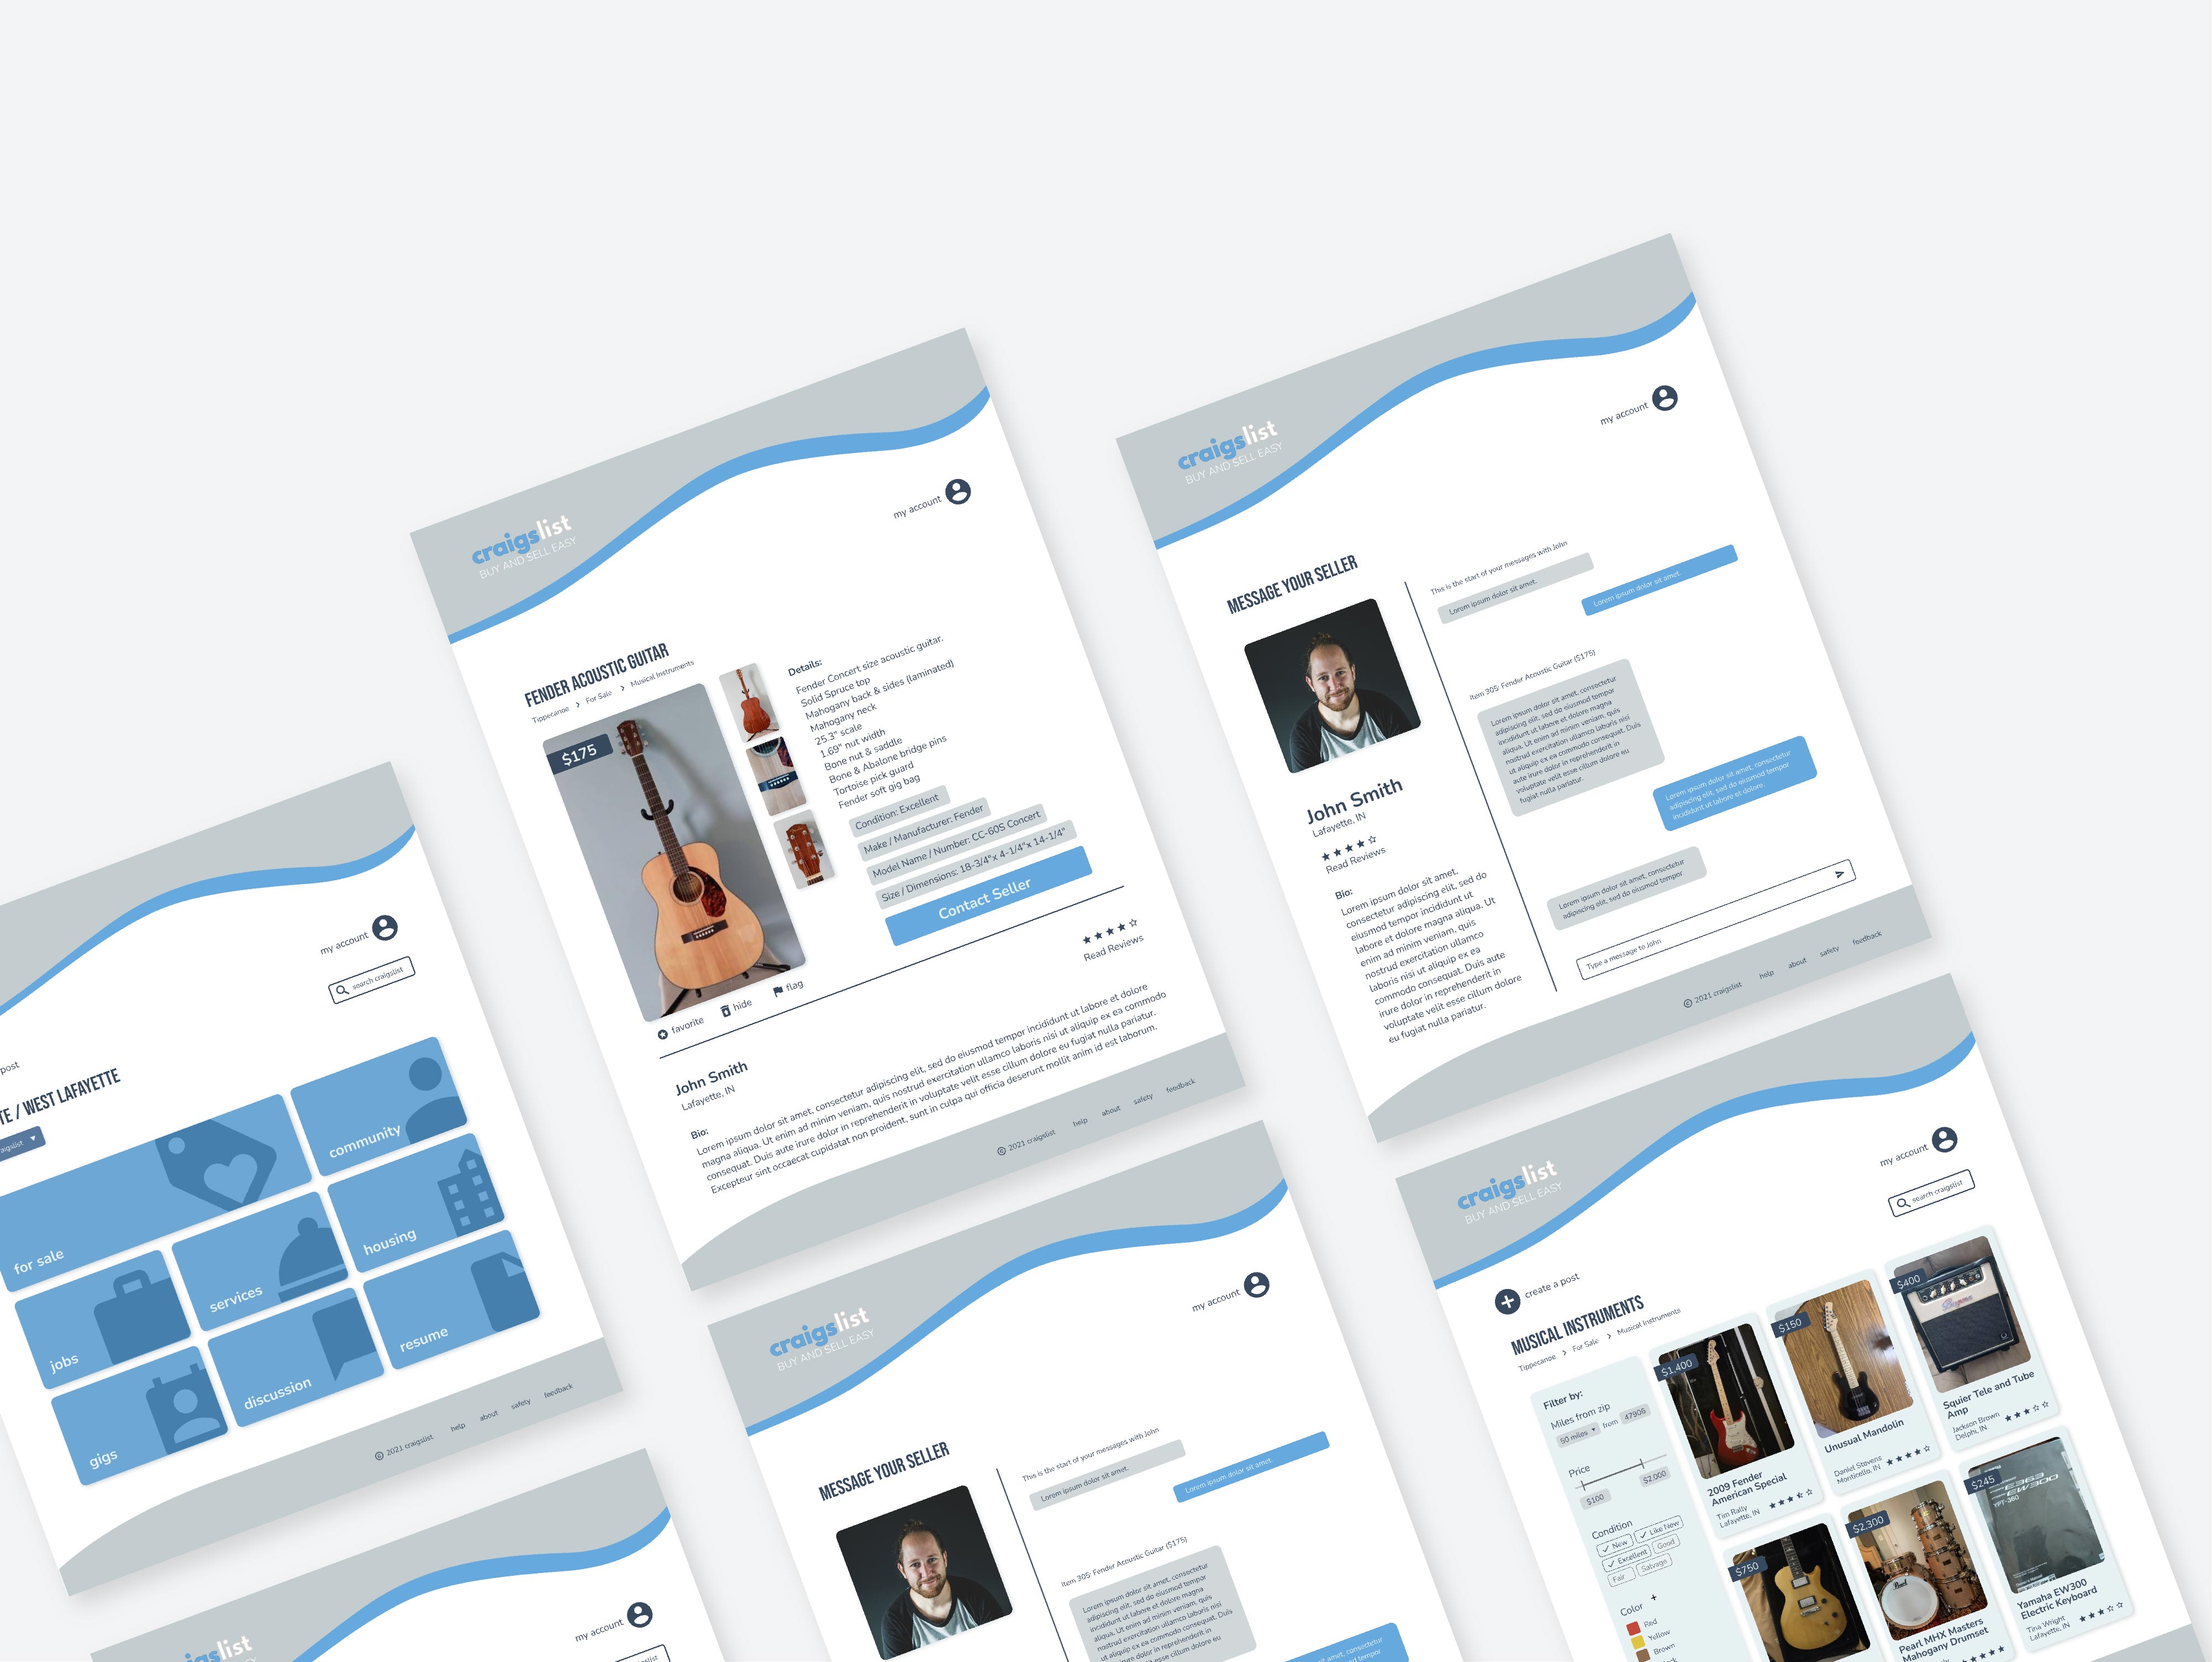 craigslist
BUY AND SELL EASY
my account
FENDER ACOUSTIC GUITAR
Tippecanoe > For Sale > Musical Instruments
$175
Details:
Fender Concert size acoustic guitar.
Solid Spruce top
Mahogany back & sides (laminated)
Mahogany neck
25.3" scale
1.69" nut width
Bone nut & saddle
Bone & Abalone bridge pins
Tortoise pick guard
Fender soft gig bag
Condition: Excellent
Make / Manufacturer: Fender
Model Name / Number: CC-60S Concert
Size / Dimensions: 18-3/4"x 4-1/4"x 14-1/4"
Contact Seller
favorite
hide
flag
Read Reviews
John Smith
Lafayette, IN
Bio:
Lorem ipsum dolor sit amet, consectetur adipiscing elit, sed do eiusmod tempor incididunt ut labore et dolore
magna aliqua. Ut enim ad minim veniam, quis nostrud exercitation ullamco laboris nisi ut aliquip ex ea commodo
consequat. Duis aute irure dolor in reprehenderit in voluptate velit esse cillum dolore eu fugiat nulla pariatur.
Excepteur sint occaecat cupidatat non proident, sunt in culpa qui officia deserunt mollit anim id est laborum.
© 2021 craigslist
help
about
safety
feedback
craigslist
BUY AND SELL EASY
my account
MESSAGE YOUR SELLER
John Smith
Lafayette, IN
Read Reviews
Bio:
Lorem ipsum dolor sit amet,
consectetur adipiscing elit, sed do
eiusmod tempor incididunt ut
labore et dolore magna aliqua. Ut
enim ad minim veniam, quis
nostrud exercitation ullamco
laboris nisi ut aliquip ex ea
commodo consequat. Duis aute
irure dolor in reprehenderit in
voluptate velit esse cillum dolore
eu fugiat nulla pariatur.
This is the start of your messages with John
Lorem ipsum dolor sit amet.
Lorem ipsum dolor sit amet.
Item 305: Fender Acoustic Guitar ($175)
Lorem ipsum dolor sit amet, consectetur
adipiscing elit, sed do eiusmod tempor
incididunt ut labore et dolore magna
aliqua. Ut enim ad minim veniam, quis
nostrud exercitation ullamco laboris nisi
ut aliquip ex ea commodo consequat. Duis
aute irure dolor in reprehenderit in
voluptate velit esse cillum dolore eu
fugiat nulla pariatur.
Lorem ipsum dolor sit amet, consectetur
adipiscing elit, sed do eiusmod tempor
incididunt ut labore et dolore
Lorem ipsum dolor sit amet, consectetur
adipiscing elit, sed do eiusmod tempor
Type a message to John
© 2021 craigslist
help
about
safety
feedback
my account
search craigslist
post
TE / WEST LAFAYETTE
aigslist
for sale
community
jobs
services
housing
gigs
discussion
resume
© 2021 craigslist
help
about
safety
feedback
craigslist
BUY AND SELL EASY
my account
MESSAGE YOUR SELLER
This is the start of your messages with John
Lorem ipsum dolor sit amet.
Lorem ipsum dolor sit amet.
Item 305: Fender Acoustic Guitar ($175)
Lorem ipsum dolor sit amet, consectetur
adipiscing elit, sed do eiusmod tempor
incididunt ut labore et dolore magna
aliqua. Ut enim ad minim veniam, quis
nostrud exercitation ullamco laboris nisi
ut aliquip ex ea commodo consequat. Duis
aute irure dolor in reprehenderit in
voluptate velit esse cillum dolore eu
sit amet, consectetur
craigslist
BUY AND SELL EASY
my account
search craigslist
create a post
MUSICAL INSTRUMENTS
Tippecanoe > For Sale > Musical Instruments
Filter by:
Miles from zip
50 miles from 47906
Price
$100
$2,000
Condition
New
Like New
Excellent
Good
Fair
Salvage
Color +
Red
Yellow
Brown
$1,400
2009 Fender
American Special
Tim Rally
Lafayette, IN
$150
Unusual Mandolin
Daniel Stevens
Monticello, IN
$400
Squier Tele and Tube
Amp
Jackson Brown
Delphi, IN
$750
$2,300
Pearl
Pearl MHX Masters
Mahogany Drumset
$245
EW300
YPT-360
Yamaha EW300
Electric Keyboard
Tina Wright
Lafayette, IN
my account
craigslist